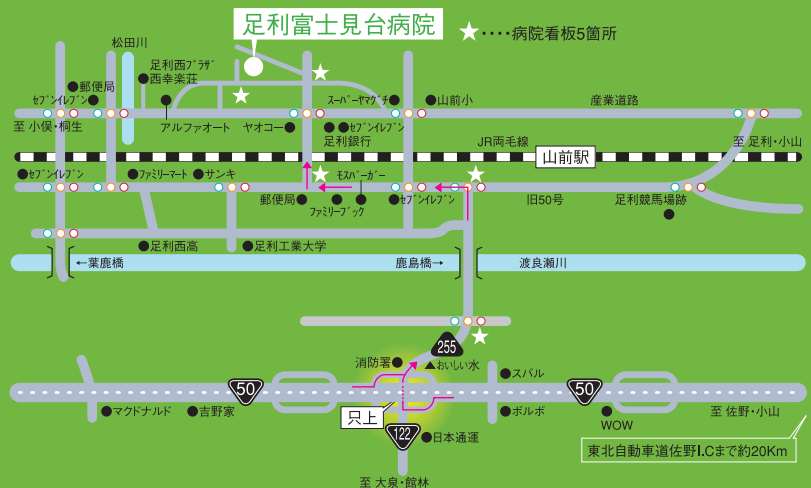 足利富士見台病院
★‥‥病院看板5箇所
松田川
足利西プラザ
西幸楽荘
郵便局
セブンイレブン
スーパーヤマグチ
山前小
産業道路
至 小俣・桐生
アルファオート
ヤオコー
セブンイレブン
足利銀行
JR両毛線
至 足利・小山
山前駅
セブンイレブン
ファミリーマート
サンキ
モスバーガー
郵便局
ファミリーブック
セブンイレブン
旧50号
足利競馬場跡
足利西高
足利工業大学
←葉鹿橋
鹿島橋→
渡良瀬川
255
消防署
おいしい水
スバル
50
50
マクドナルド
吉野家
只上
ボルボ
WOW
至 佐野・小山
122
日本通運
東北自動車道佐野I.Cまで約20Km
至 大泉・館林